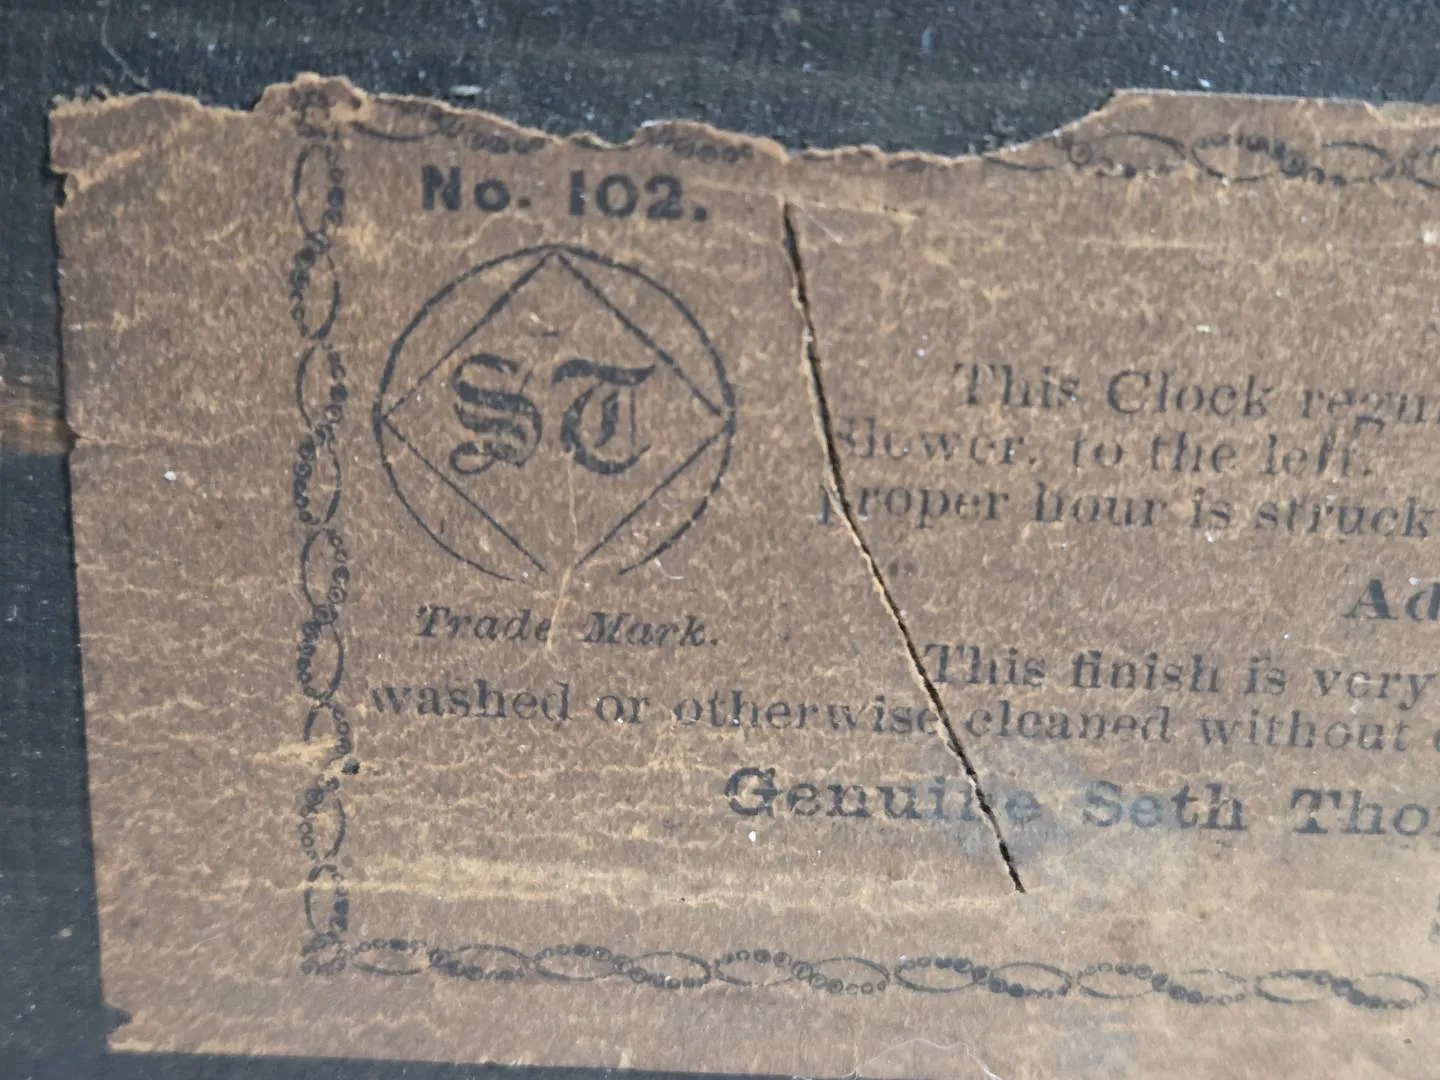 No. 102.
ST
This Clock regu
slower, to the left.
proper hour is struck
Ad
Trade Mark.
This finish is very
washed or otherwise cleaned without
Genuine Seth Tho